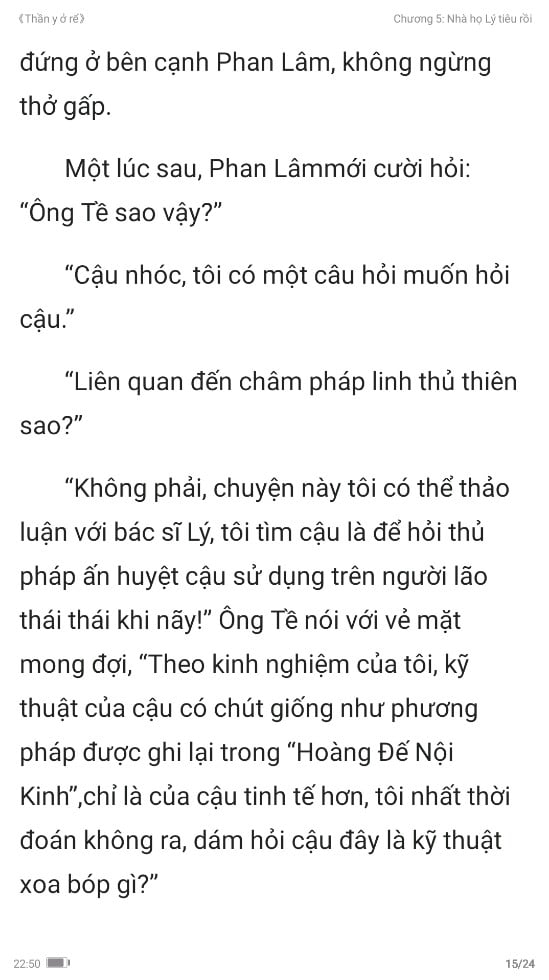 《Thần y ở rể》 Chương 5: Nhà họ Lý tiêu rồi
đứng ở bên cạnh Phan Lâm, không ngừng
thở gấp.
Một lúc sau, Phan Lâmmới cười hỏi:
“Ông Tề sao vậy?”
“Cậu nhóc, tôi có một câu hỏi muốn hỏi
cậu.”
“Liên quan đến châm pháp linh thủ thiên
sao?”
“Không phải, chuyện này tôi có thể thảo
luận với bác sĩ Lý, tôi tìm cậu là để hỏi thủ
pháp ấn huyệt cậu sử dụng trên người lão
thái thái khi nãy!” Ông Tề nói với vẻ mặt
mong đợi, “Theo kinh nghiệm của tôi, kỹ
thuật của cậu có chút giống như phương
pháp được ghi lại trong “Hoàng Đế Nội
Kinh”,chỉ là của cậu tinh tế hơn, tôi nhất thời
đoán không ra, dám hỏi cậu đây là kỹ thuật
xoa bóp gì?”
22:50 15/24